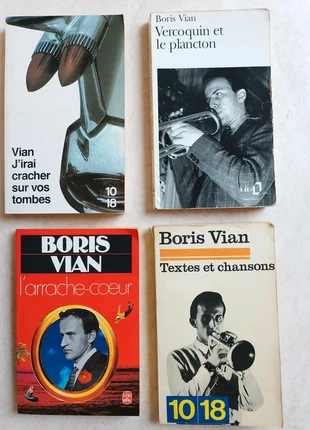 Vian
J'irai
cracher
sur vos
tombes
10
18
Boris Vian
Vercoquin et
le plancton
folio
BORIS
VIAN
l'arrache-cœur
Boris Vian
Textes et chansons
10 18